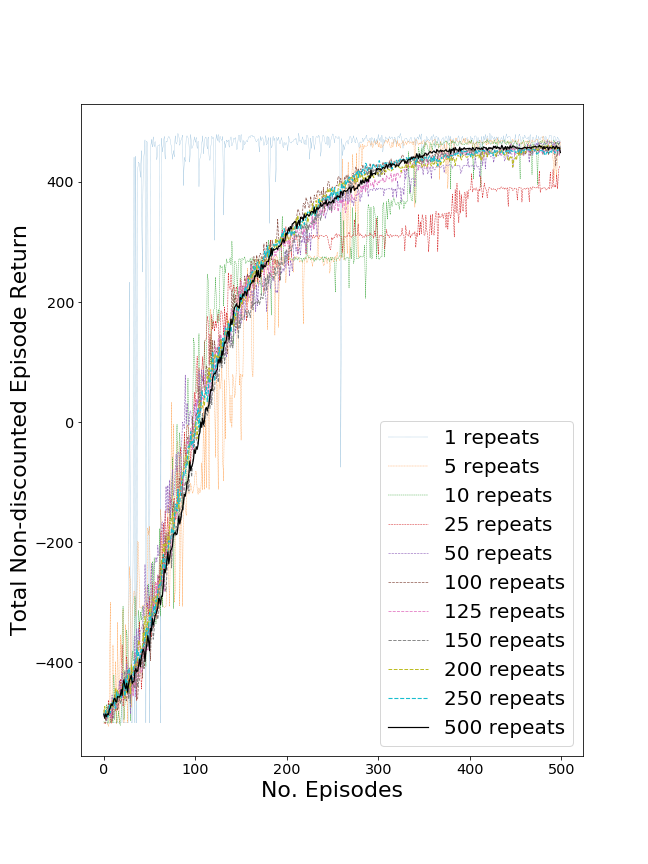 Total Non-discounted Episode Return
400
200
0
−200
−400
0 100 200 300 400 500
No. Episodes
1 repeats
5 repeats
10 repeats
25 repeats
50 repeats
100 repeats
125 repeats
150 repeats
200 repeats
250 repeats
500 repeats